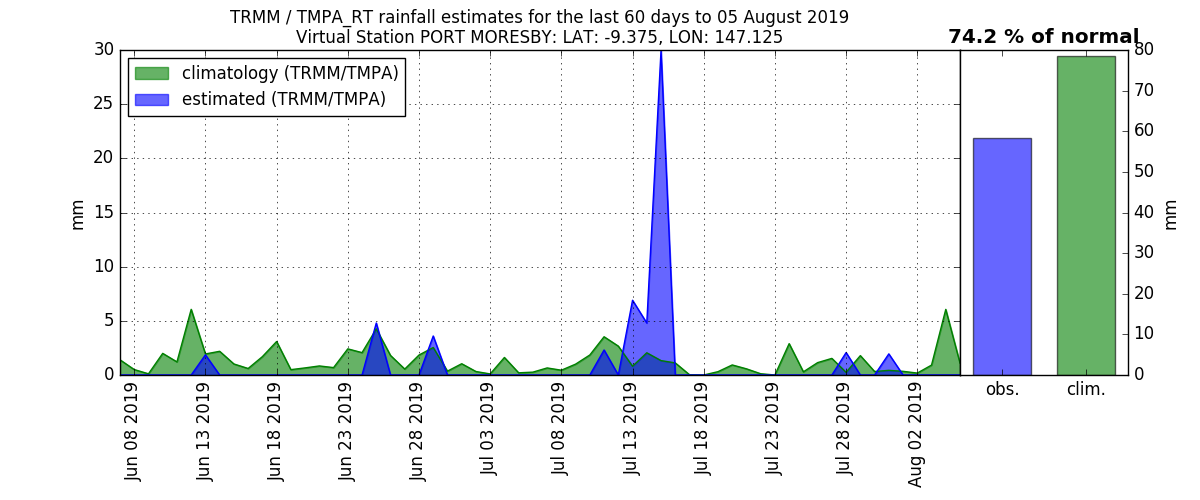 TRMM / TMPA_RT rainfall estimates for the last 60 days to 05 August 2019
Virtual Station PORT MORESBY: LAT: -9.375, LON: 147.125
74.2 % of normal
climatology (TRMM/TMPA)
estimated (TRMM/TMPA)
30
25
20
15
10
5
0
mm
Jun 08 2019
Jun 13 2019
Jun 18 2019
Jun 23 2019
Jun 28 2019
Jul 03 2019
Jul 08 2019
Jul 13 2019
Jul 18 2019
Jul 23 2019
Jul 28 2019
Aug 02 2019
obs.
clim.
80
70
60
50
40
30
20
10
0
mm